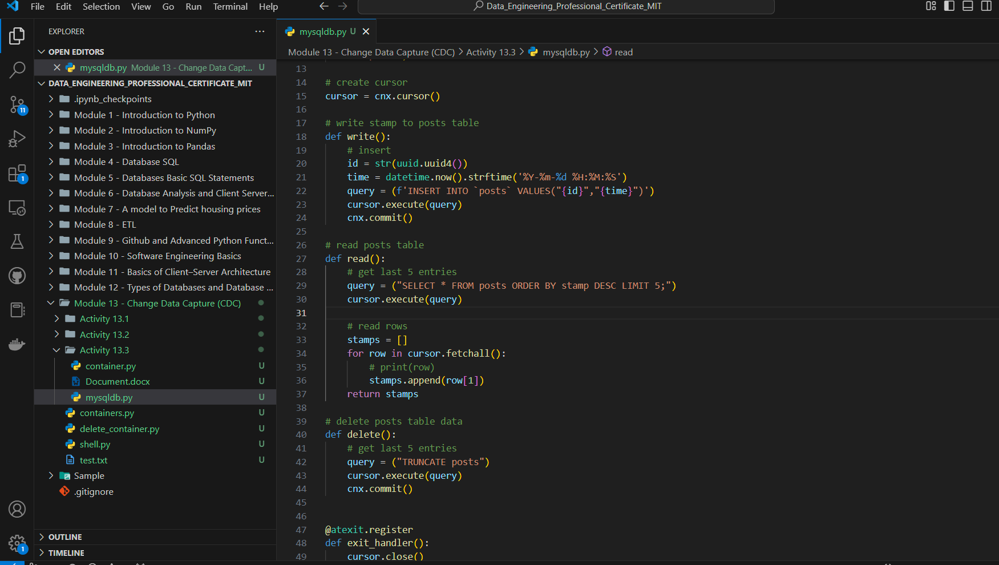 File Edit Selection View Go Run Terminal Help
Data_Engineering_Professional_Certificate_MIT
EXPLORER
OPEN EDITORS
mysqldb.py Module 13 - Change Data Capt... U
DATA_ENGINEERING_PROFESSIONAL_CERTIFICATE_MIT
.ipynb_checkpoints
Module 1 - Introduction to Python
Module 2 - Introduction to NumPy
Module 3 - Introduction to Pandas
Module 4 - Database SQL
Module 5 - Databases Basic SQL Statements
Module 6 - Database Analysis and Client Server...
Module 7 - A model to Predict housing prices
Module 8 - ETL
Module 9 - Github and Advanced Python Funct...
Module 10 - Software Engineering Basics
Module 11 - Basics of Client–Server Architecture
Module 12 - Types of Databases and Database ...
Module 13 - Change Data Capture (CDC)
Activity 13.1
Activity 13.2
Activity 13.3
container.py U
Document.docx U
mysqldb.py U
containers.py U
delete_container.py U
shell.py U
test.txt U
Sample
.gitignore
OUTLINE
TIMELINE
11
1
1
mysqldb.py U
Module 13 - Change Data Capture (CDC) > Activity 13.3 > mysqldb.py > read
13
14 # create cursor
15 cursor = cnx.cursor()
16
17 # write stamp to posts table
18 def write():
19     # insert
20     id = str(uuid.uuid4())
21     time = datetime.now().strftime('%Y-%m-%d %H:%M:%S')
22     query = (f'INSERT INTO `posts` VALUES("{id}","{time}")')
23     cursor.execute(query)
24     cnx.commit()
25
26 # read posts table
27 def read():
28     # get last 5 entries
29     query = ("SELECT * FROM posts ORDER BY stamp DESC LIMIT 5;")
30     cursor.execute(query)
31
32     # read rows
33     stamps = []
34     for row in cursor.fetchall():
35         # print(row)
36         stamps.append(row[1])
37     return stamps
38
39 # delete posts table data
40 def delete():
41     # get last 5 entries
42     query = ("TRUNCATE posts")
43     cursor.execute(query)
44     cnx.commit()
45
46
47 @atexit.register
48 def exit_handler():
49     cursor.close()